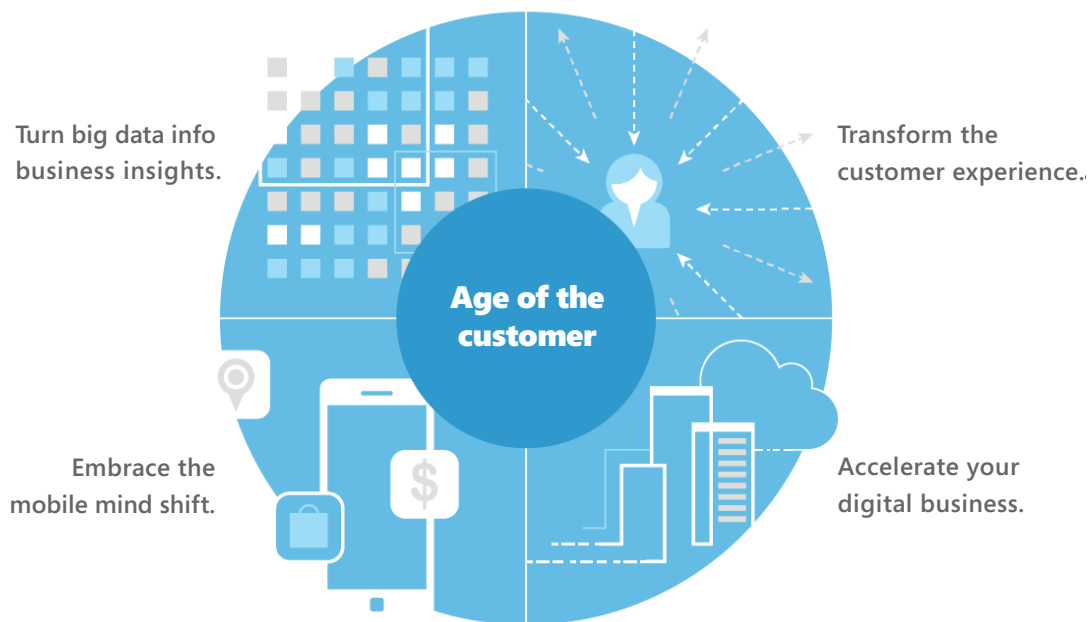 Turn big data info
business insights.
Transform the
customer experience..
Age of the
customer
$
Embrace the
mobile mind shift.
Accelerate your
digital business.